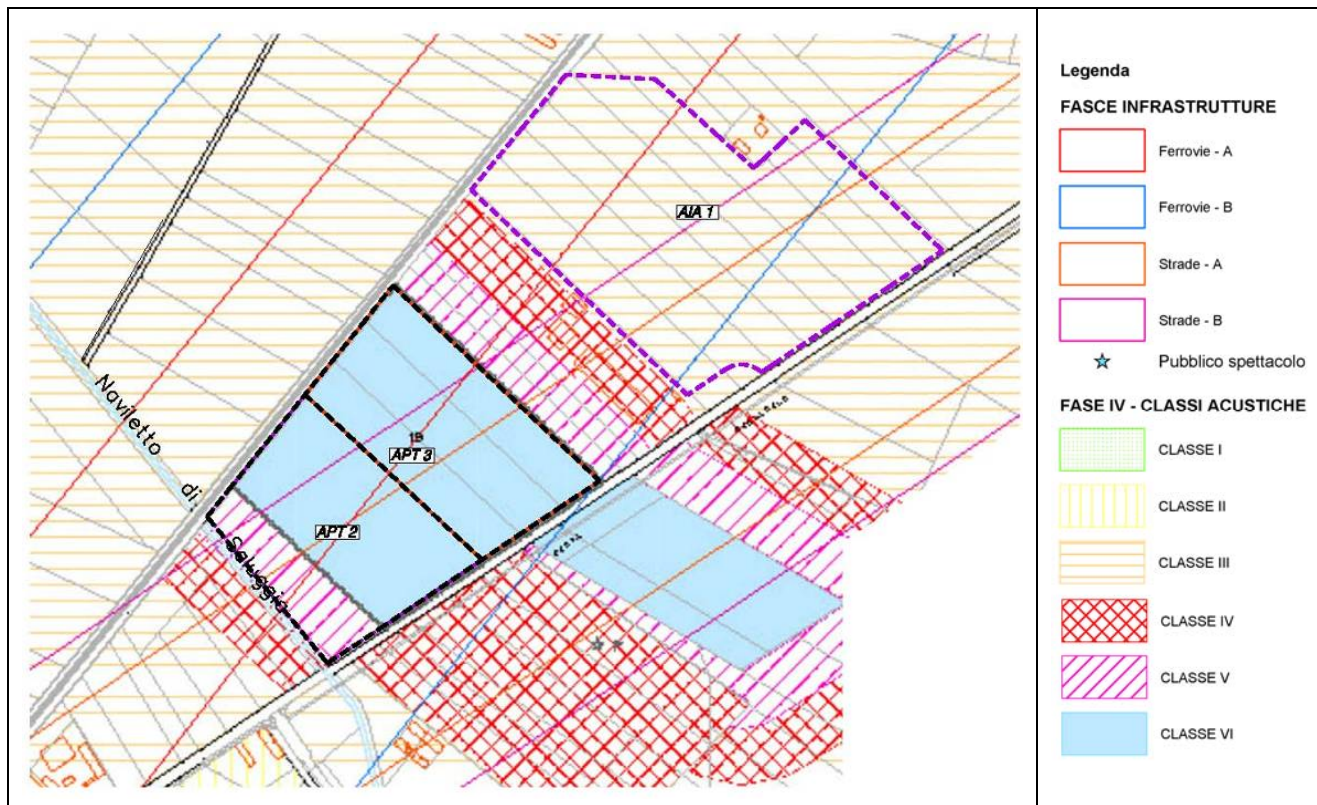 AIA 1
19
APT 3
APT 2
Naviletto di Saluggia
Legenda
FASCE INFRASTRUTTURE
Ferrovie - A
Ferrovie - B
Strade - A
Strade - B
Pubblico spettacolo
FASE IV - CLASSI ACUSTICHE
CLASSE I
CLASSE II
CLASSE III
CLASSE IV
CLASSE V
CLASSE VI